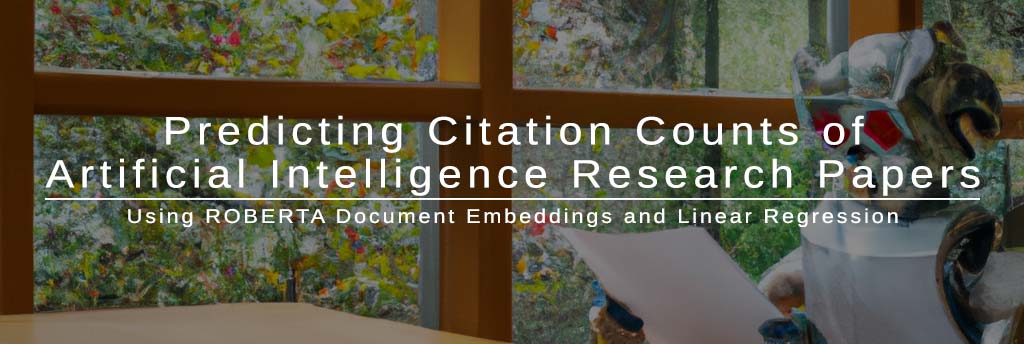 Predicting Citation Counts of
Artificial Intelligence Research Papers
Using ROBERTA Document Embeddings and Linear Regression